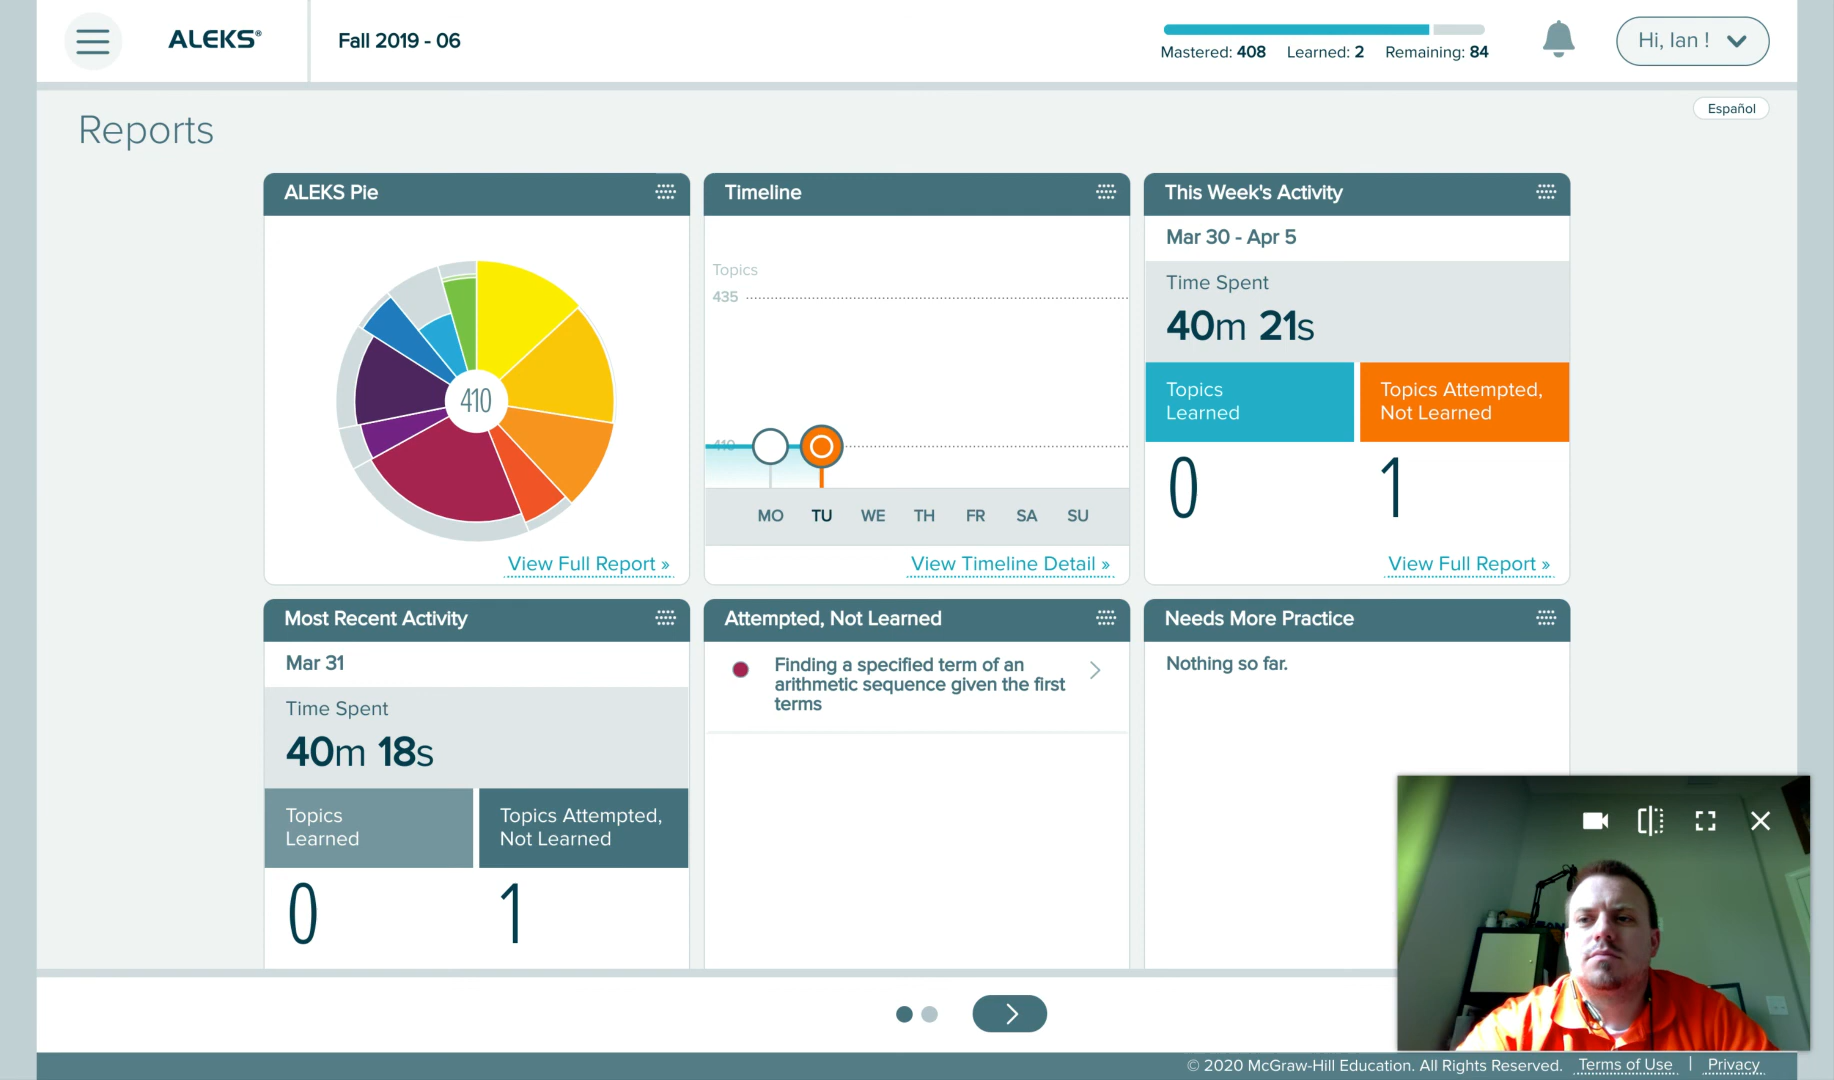 ALEKS®
Fall 2019 - 06
Mastered: 408 Learned: 2 Remaining: 84
Hi, Ian !
Español
Reports
ALEKS Pie
410
View Full Report »
Timeline
Topics
435
410
MO TU WE TH FR SA SU
View Timeline Detail »
This Week's Activity
Mar 30 - Apr 5
Time Spent
40m 21s
Topics
Learned
0
Topics Attempted,
Not Learned
1
View Full Report »
Most Recent Activity
Mar 31
Time Spent
40m 18s
Topics
Learned
0
Topics Attempted,
Not Learned
1
Attempted, Not Learned
Finding a specified term of an
arithmetic sequence given the first
terms
Needs More Practice
Nothing so far.
© 2020 McGraw-Hill Education. All Rights Reserved. Terms of Use | Privacy